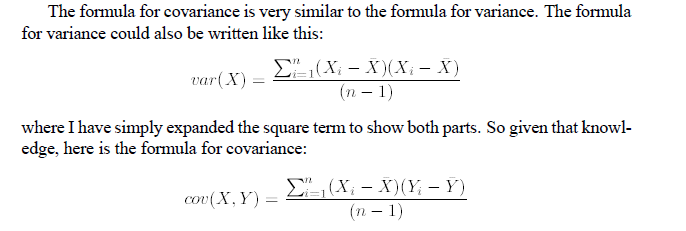 The formula for covariance is very similar to the formula for variance. The formula
for variance could also be written like this:
var(X) = \frac{\sum_{i=1}^{n}(X_i - \bar{X})(X_i - \bar{X})}{(n - 1)}
where I have simply expanded the square term to show both parts. So given that knowl-
edge, here is the formula for covariance:
cov(X, Y) = \frac{\sum_{i=1}^{n}(X_i - \bar{X})(Y_i - \bar{Y})}{(n - 1)}